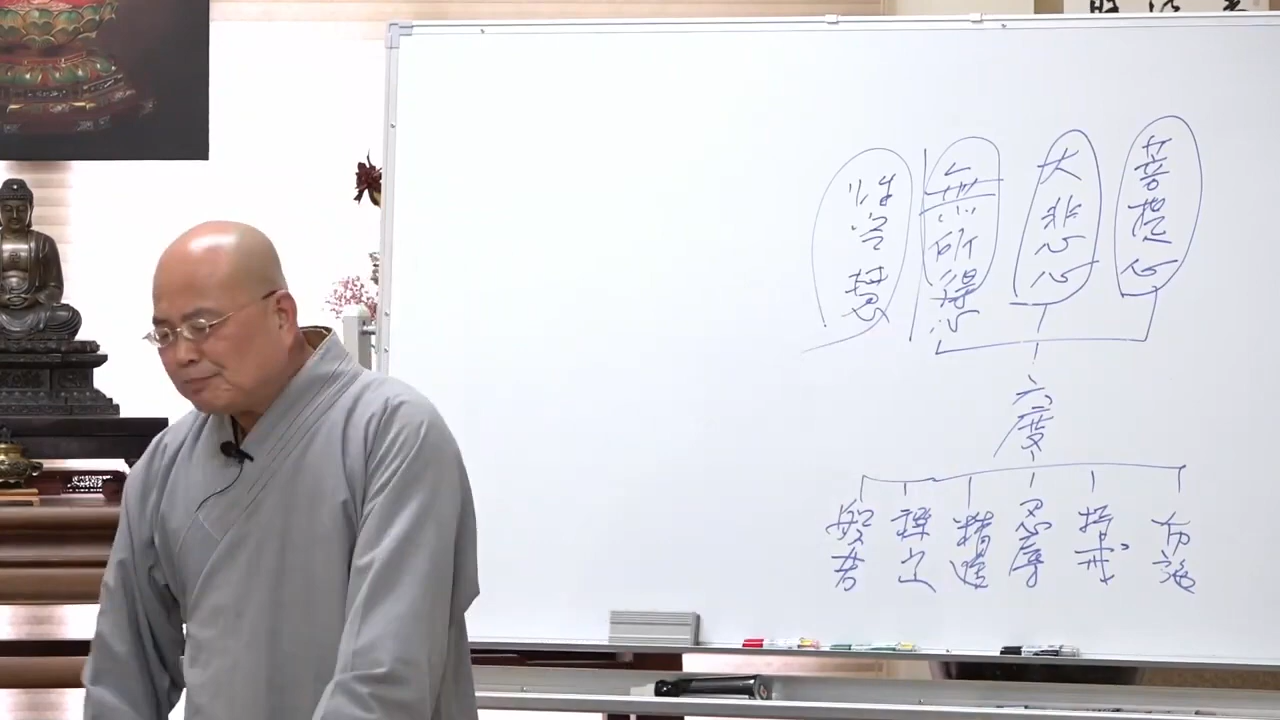 菩提心
大悲心
無所得心
性空慧
六度
布施
持戒
忍辱
精進
禪定
般若